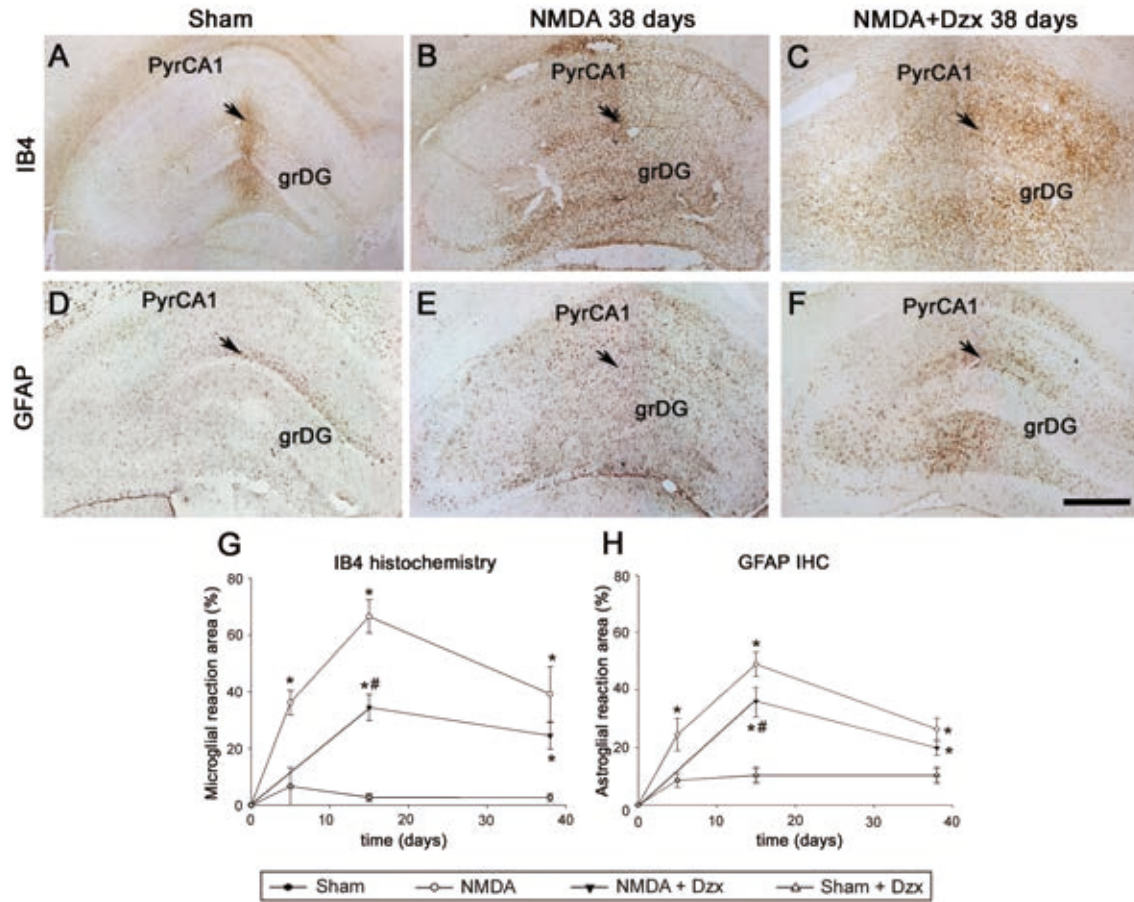 Sham NMDA 38 days NMDA+Dzx 38 days
IB4
A PyrCA1 grDG
B PyrCA1 grDG
C PyrCA1 grDG
GFAP
D PyrCA1 grDG
E PyrCA1 grDG
F PyrCA1 grDG
G
IB4 histochemistry
Microglial reaction area (%)
80
60
40
20
0
* * *# * *
0 10 20 30 40
time (days)
H
GFAP IHC
Astroglial reaction area (%)
80
60
40
20
0
* * *# * *
0 10 20 30 40
time (days)
Sham NMDA NMDA + Dzx Sham + Dzx